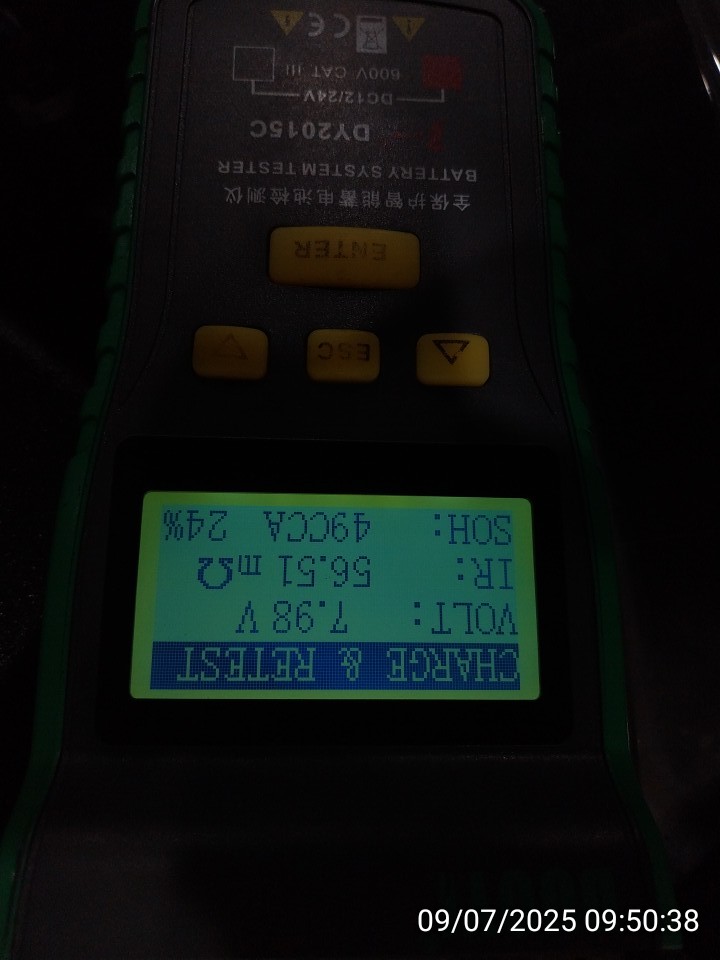 CHARGE & RETEST
VOLT: 7.98 V
IR: 56.51 mΩ
SOH: 49CCA 24%
ESC
ENTER
全保护智能蓄电池检测仪
BATTERY SYSTEM TESTER
DY2015C
DC12/24V
600V CAT III
CE
09/07/2025 09:50:38